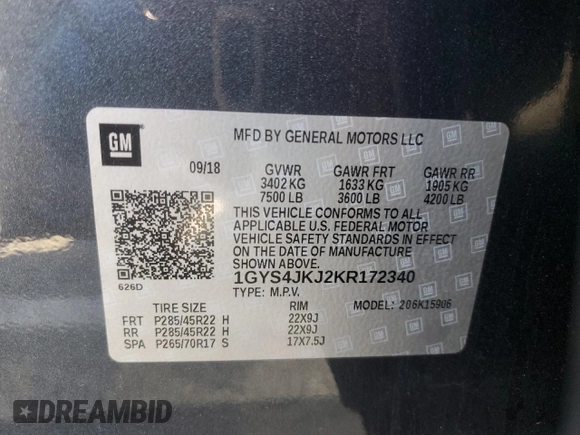 GM
MFD BY GENERAL MOTORS LLC
09/18 GVWR GAWR FRT GAWR RR
3402 KG 1633 KG 1905 KG
7500 LB 3600 LB 4200 LB
THIS VEHICLE CONFORMS TO ALL
APPLICABLE U.S. FEDERAL MOTOR
VEHICLE SAFETY STANDARDS IN EFFECT
ON THE DATE OF MANUFACTURE
SHOWN ABOVE.
626D
1GYS4JKJ2KR172340
TYPE: M.P.V. MODEL: 206K15906
TIRE SIZE RIM
FRT P285/45R22 H 22X9J
RR P285/45R22 H 22X9J
SPA P265/70R17 S 17X7.5J
DREAMBID